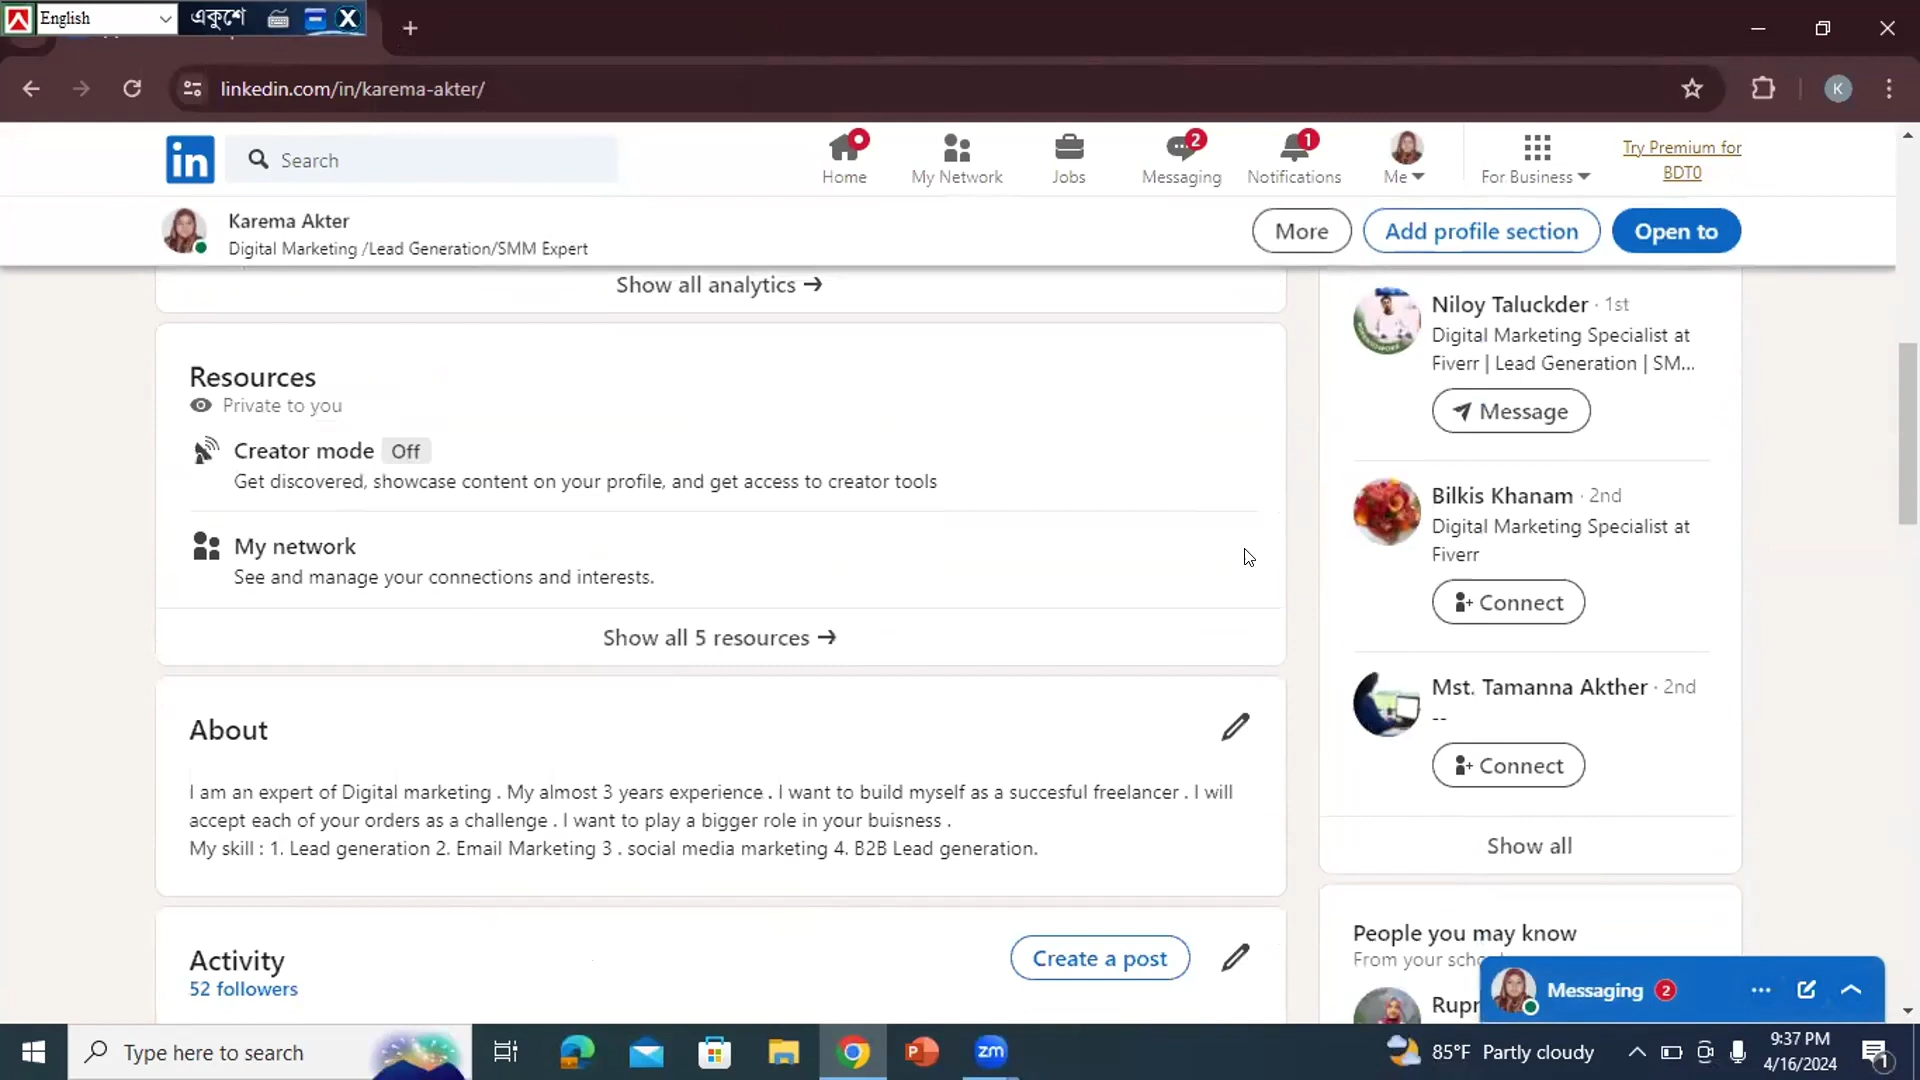 English
একুশে
linkedin.com/in/karema-akter/
K
in
Search
Home
My Network
Jobs
2
Messaging
1
Notifications
Me
For Business
Try Premium for
BDT0
Karema Akter
Digital Marketing /Lead Generation/SMM Expert
More
Add profile section
Open to
Show all analytics →
Resources
Private to you
Creator mode Off
Get discovered, showcase content on your profile, and get access to creator tools
My network
See and manage your connections and interests.
Show all 5 resources →
About
I am an expert of Digital marketing . My almost 3 years experience . I want to build myself as a succesful freelancer . I will
accept each of your orders as a challenge . I want to play a bigger role in your buisness .
My skill : 1. Lead generation 2. Email Marketing 3 . social media marketing 4. B2B Lead generation.
Activity
52 followers
Create a post
Niloy Taluckder · 1st
Digital Marketing Specialist at
Fiverr | Lead Generation | SM...
Message
Bilkis Khanam · 2nd
Digital Marketing Specialist at
Fiverr
Connect
Mst. Tamanna Akther · 2nd
--
Connect
Show all
People you may know
From your
Messaging 2
Type here to search
zm
85°F Partly cloudy
9:37 PM
4/16/2024
1